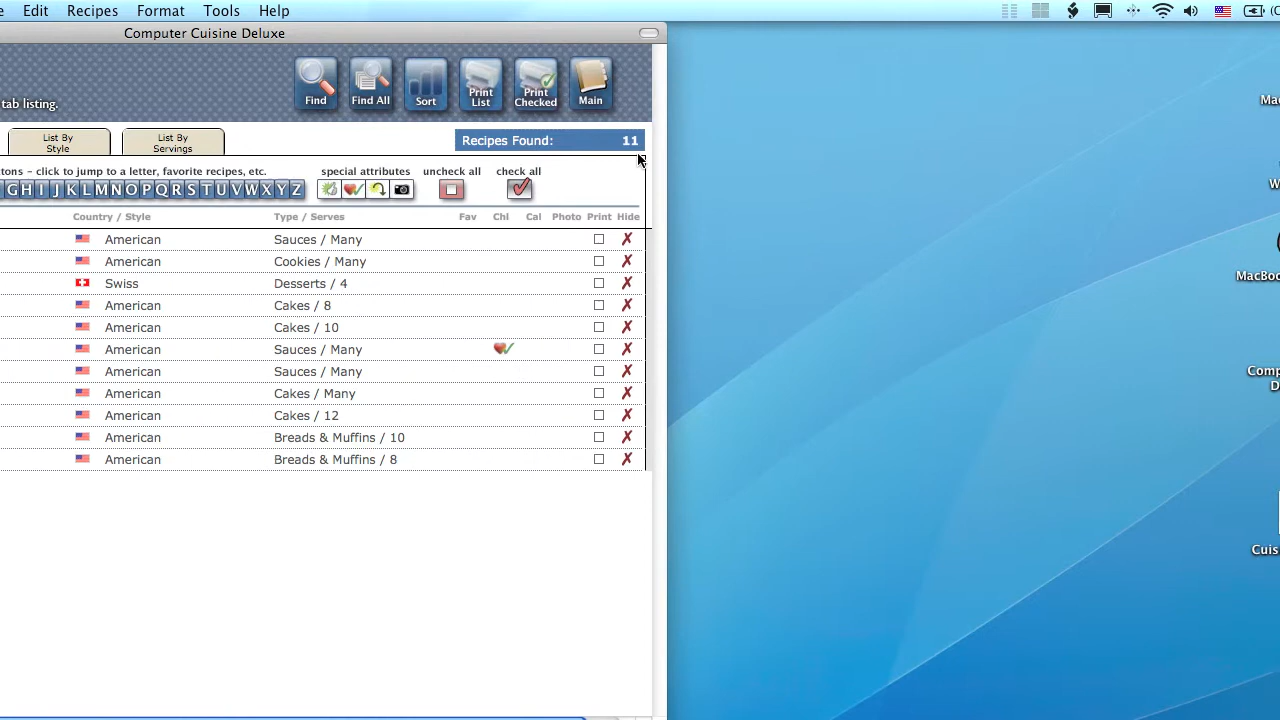 Edit Recipes Format Tools Help
Computer Cuisine Deluxe
Find Find All Sort Print List Print Checked Main
tab listing.
List By Style
List By Servings
Recipes Found: 11
tons – click to jump to a letter, favorite recipes, etc. special attributes uncheck all check all
G H I J K L M N O P Q R S T U V W X Y Z
Country / Style Type / Serves Fav Chl Cal Photo Print Hide
American Sauces / Many
American Cookies / Many
Swiss Desserts / 4
American Cakes / 8
American Cakes / 10
American Sauces / Many
American Sauces / Many
American Cakes / Many
American Cakes / 12
American Breads & Muffins / 10
American Breads & Muffins / 8
Mac
W
MacBoo
Comp
D
Cuis